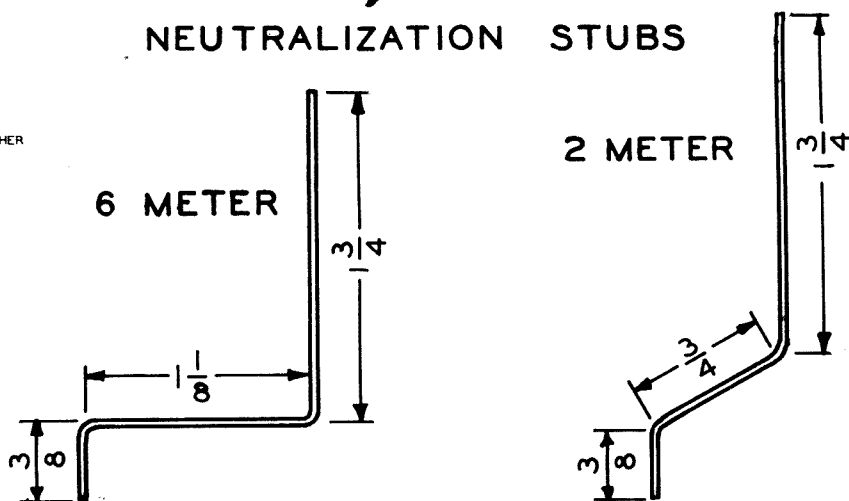 NEUTRALIZATION STUBS
HER
6 METER
2 METER
1 3/4
1 3/4
1 1/8
3/4
3/8
3/8